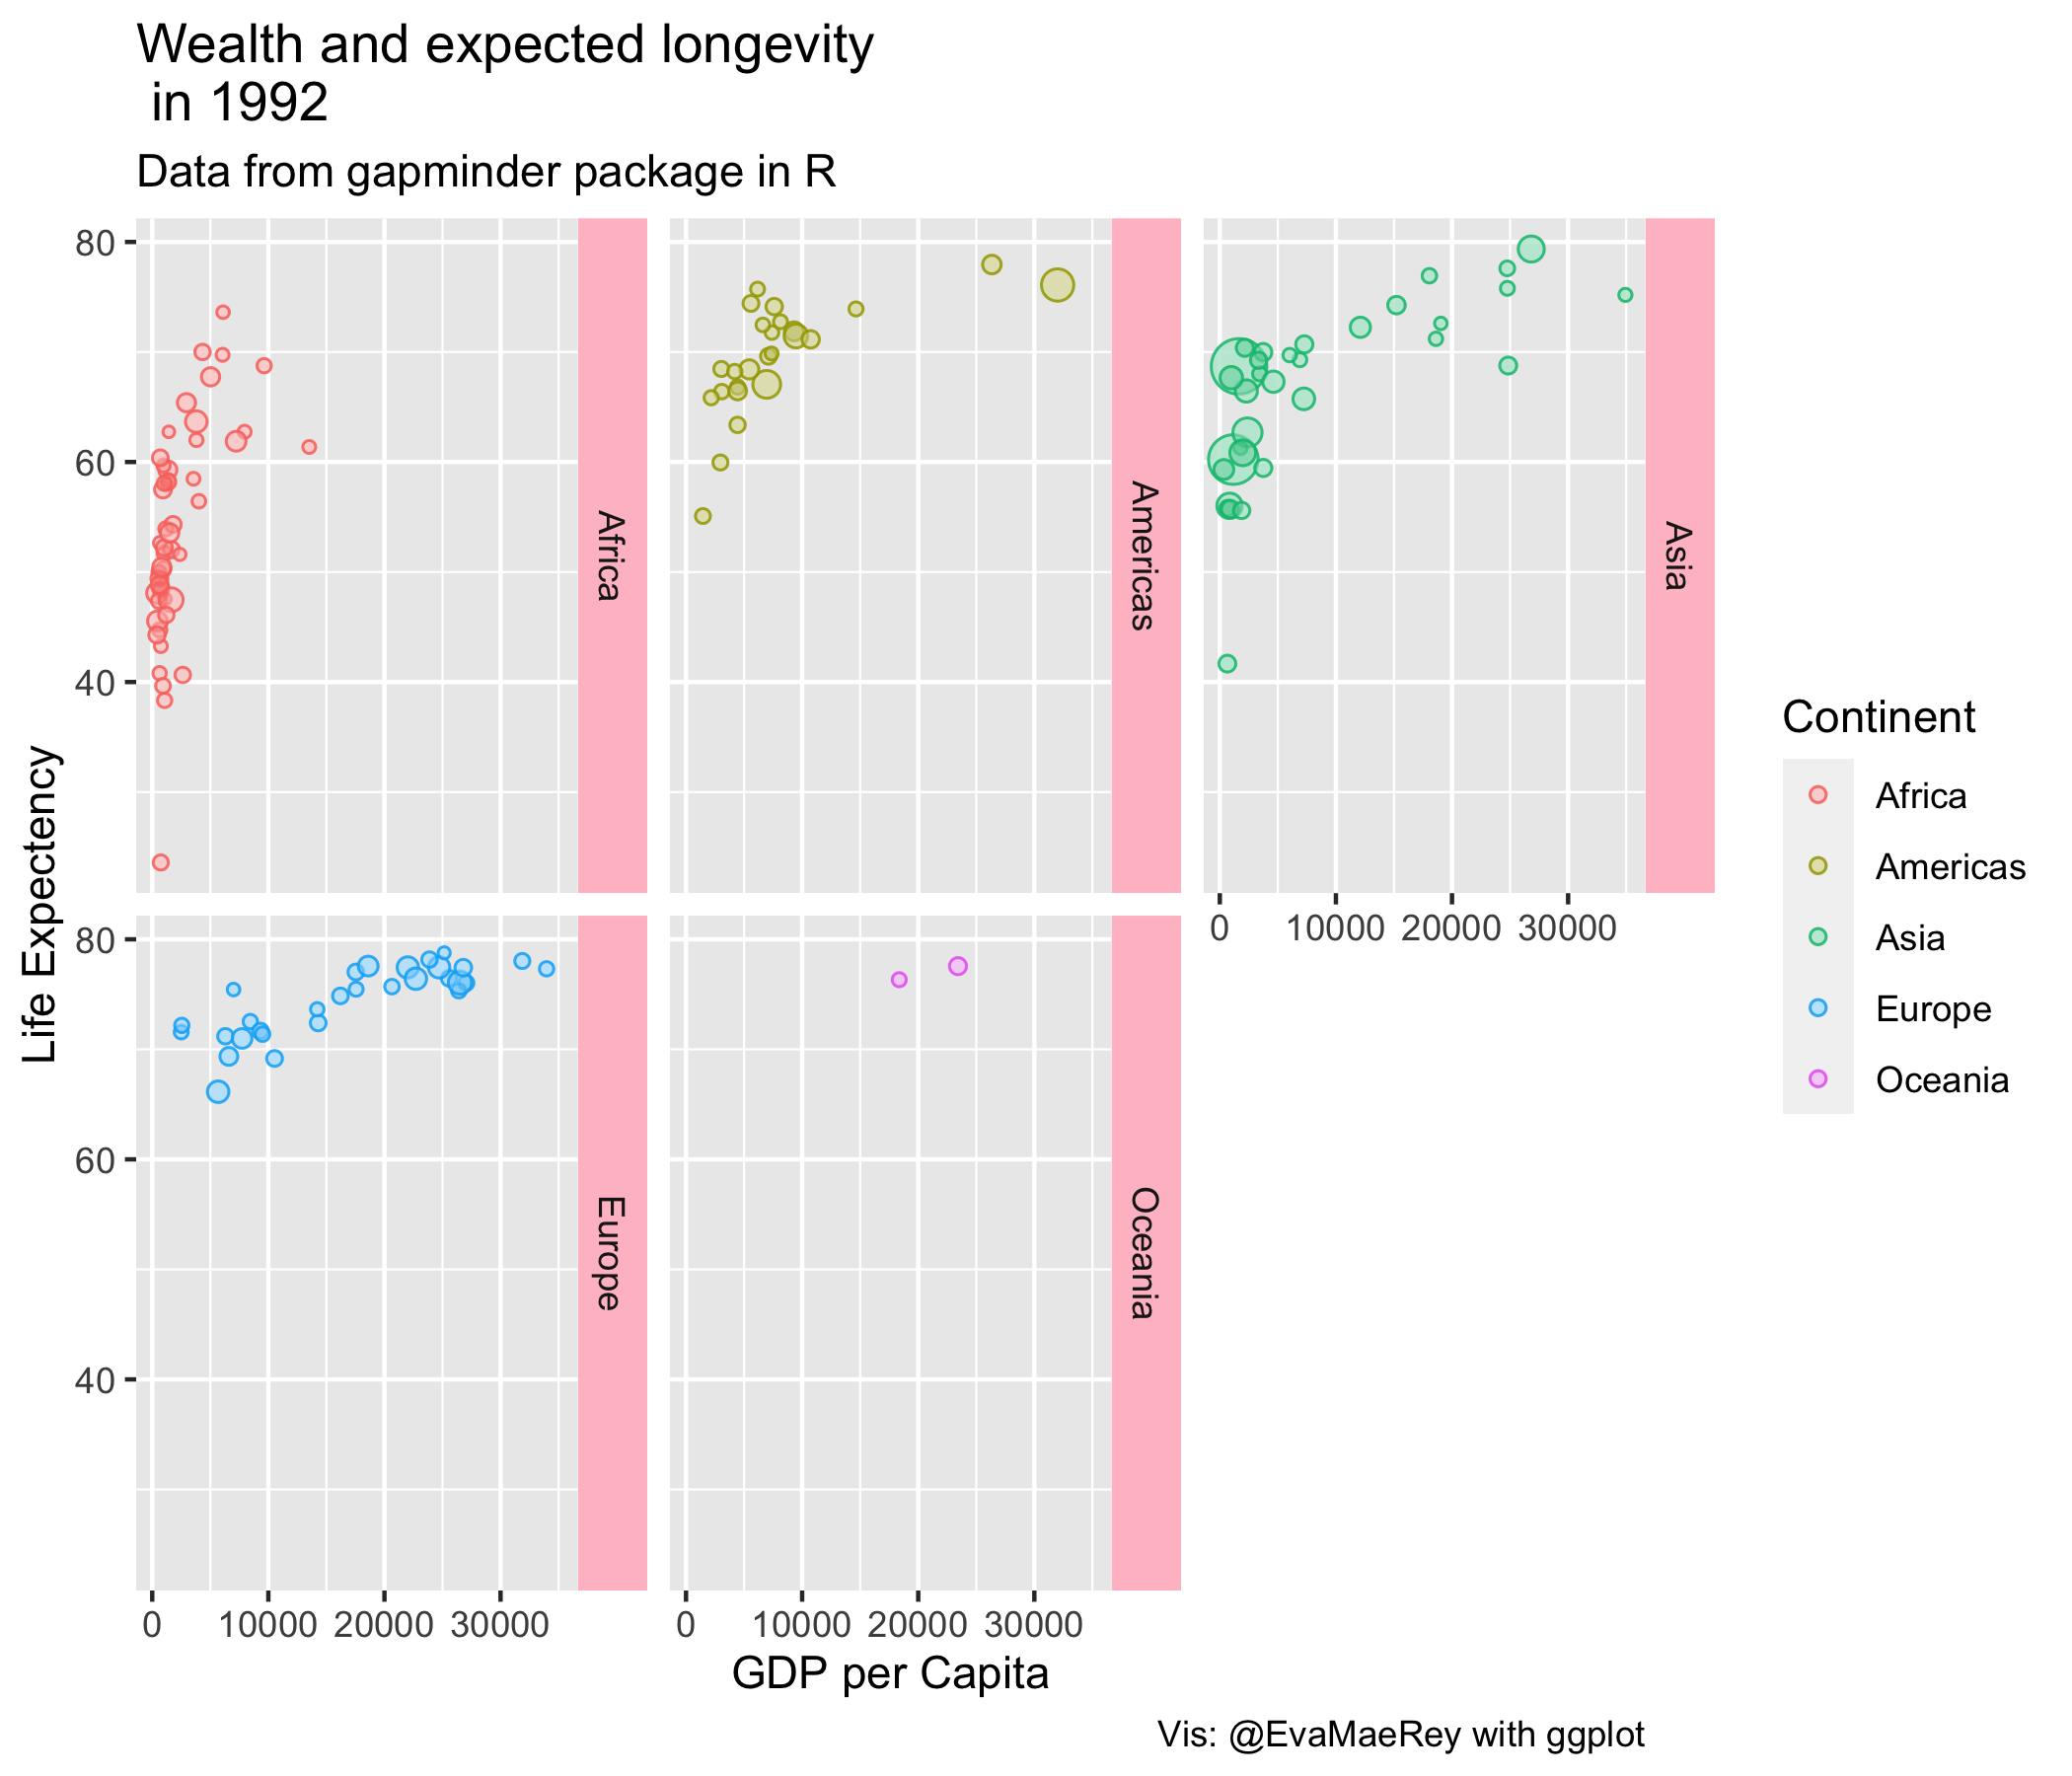 Wealth and expected longevity
in 1992
Data from gapminder package in R
80
60
40
Africa
Americas
Asia
0 10000 20000 30000
Life Expectency
80
60
40
Europe
Oceania
0 10000 20000 30000
0 10000 20000 30000
GDP per Capita
Continent
Africa
Americas
Asia
Europe
Oceania
Vis: @EvaMaeRey with ggplot